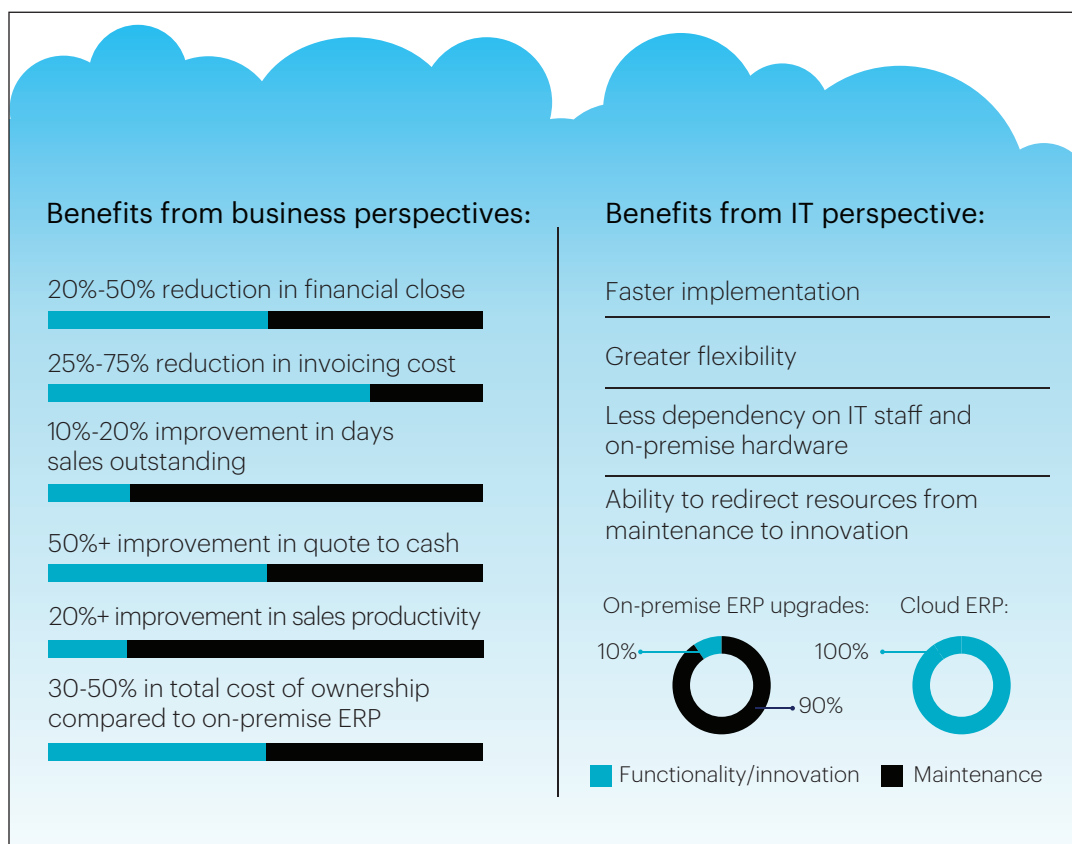 Benefits from business perspectives:
20%-50% reduction in financial close
25%-75% reduction in invoicing cost
10%-20% improvement in days
sales outstanding
50%+ improvement in quote to cash
20%+ improvement in sales productivity
30-50% in total cost of ownership
compared to on-premise ERP
Benefits from IT perspective:
Faster implementation
Greater flexibility
Less dependency on IT staff and
on-premise hardware
Ability to redirect resources from
maintenance to innovation
On-premise ERP upgrades:
10%
90%
Cloud ERP:
100%
Functionality/innovation
Maintenance